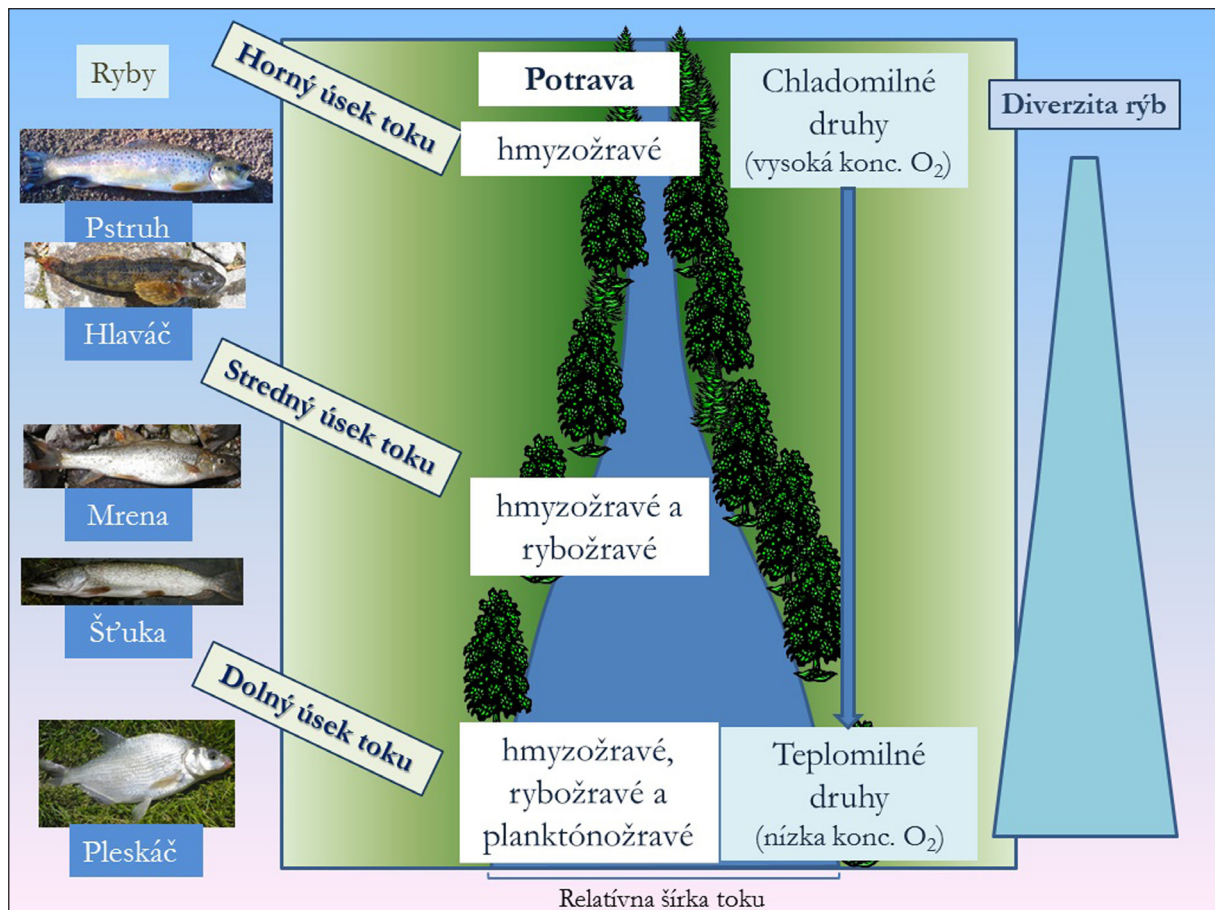 Ryby
Pstruh
Hlaváč
Mrena
Šťuka
Pleskáč
Horný úsek toku
Stredný úsek toku
Dolný úsek toku
Potrava
hmyzožravé
hmyzožravé a
rybožravé
hmyzožravé,
rybožravé a
planktónožravé
Chladomilné
druhy
(vysoká konc. O₂)
Teplomilné
druhy
(nízka konc. O₂)
Diverzita rýb
Relatívna šírka toku